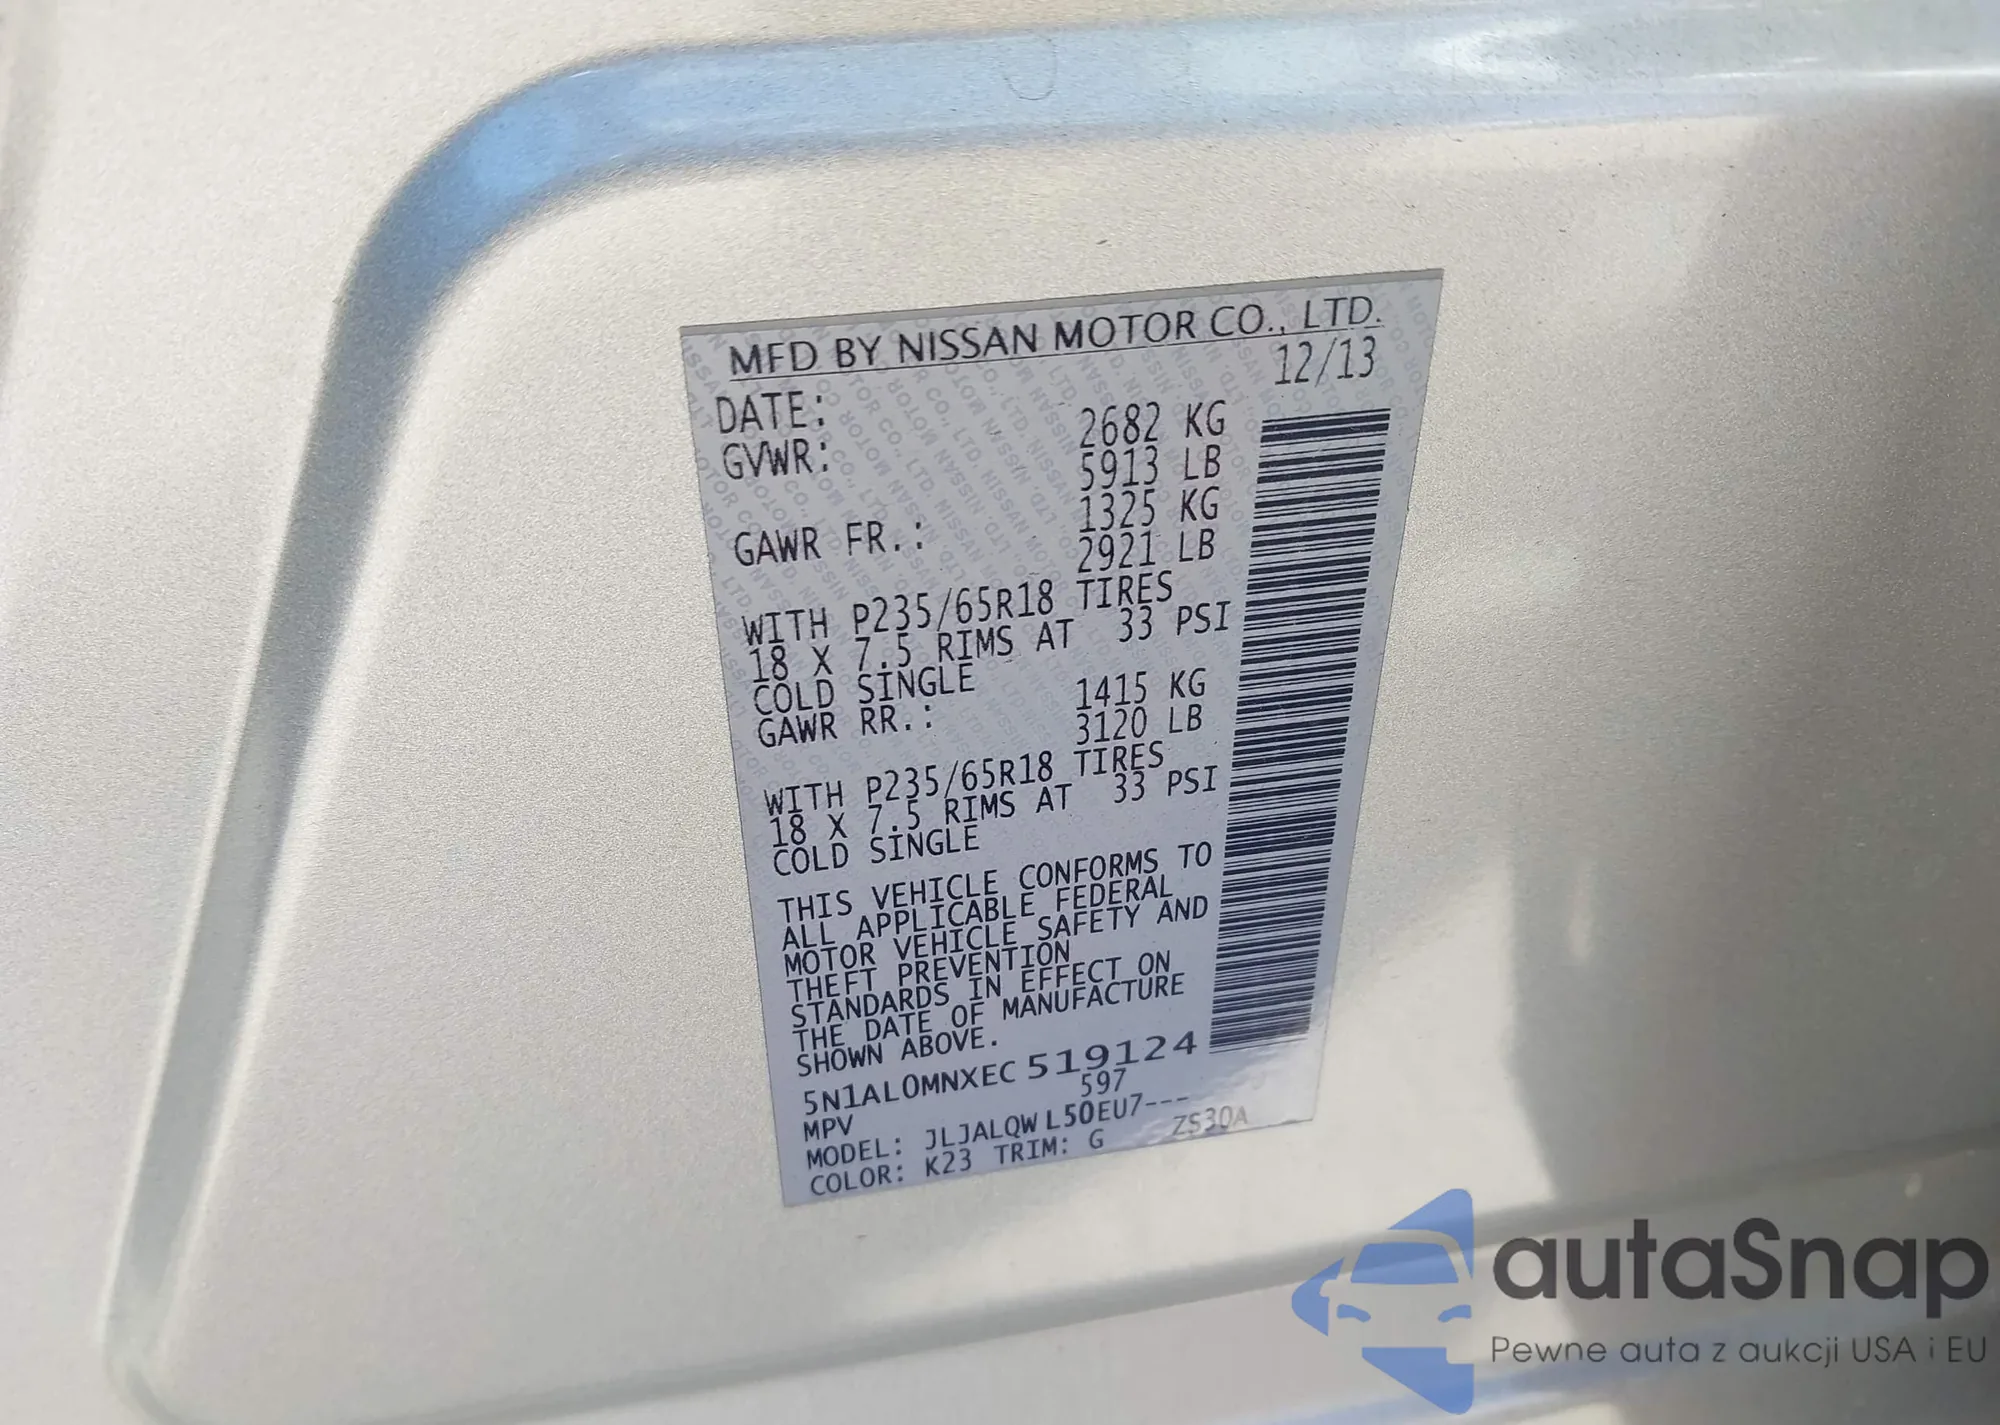 MFD BY NISSAN MOTOR CO., LTD.
DATE: 12/13
GVWR: 2682 KG
5913 LB
GAWR FR.: 1325 KG
2921 LB
WITH P235/65R18 TIRES
18 X 7.5 RIMS AT 33 PSI
COLD SINGLE
GAWR RR.: 1415 KG
3120 LB
WITH P235/65R18 TIRES
18 X 7.5 RIMS AT 33 PSI
COLD SINGLE
THIS VEHICLE CONFORMS TO
ALL APPLICABLE FEDERAL
MOTOR VEHICLE SAFETY AND
THEFT PREVENTION
STANDARDS IN EFFECT ON
THE DATE OF MANUFACTURE
SHOWN ABOVE.
5N1AL0MNXEC519124
MPV 597
MODEL: JLJALQWL50EU7---
COLOR: K23 TRIM: G ZS30A
autaSnap
Pewne auta z aukcji USA i EU